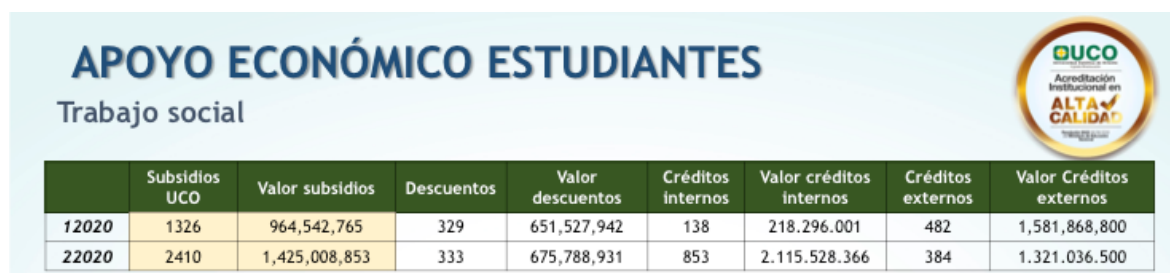 APOYO ECONÓMICO ESTUDIANTES
Trabajo social
OUCO
Acreditación
Institucional en
ALTA
CALIDAD
Subsidios UCO Valor subsidios Descuentos Valor descuentos Créditos internos Valor créditos internos Créditos externos Valor Créditos externos
12020 1326 964,542,765 329 651,527,942 138 218.296.001 482 1,581,868,800
22020 2410 1,425,008,853 333 675,788,931 853 2.115.528.366 384 1.321.036.500